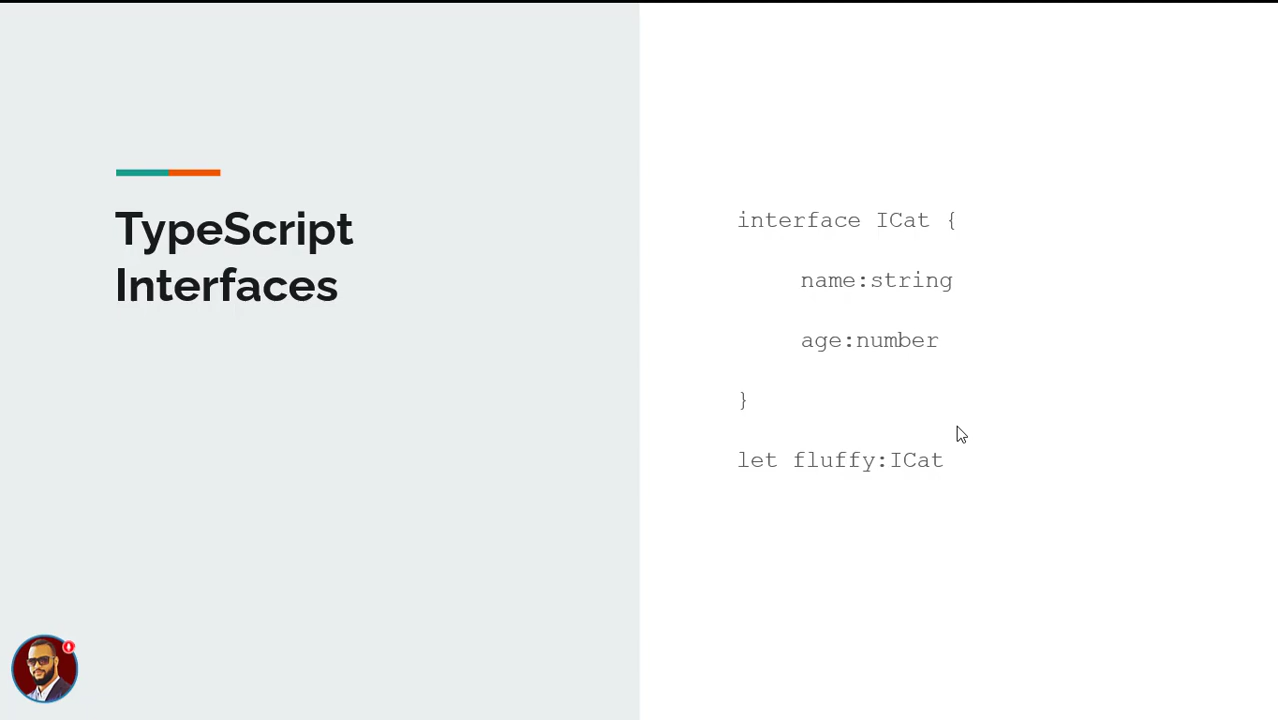 TypeScript
Interfaces
interface ICat {
name:string
age:number
}
let fluffy:ICat